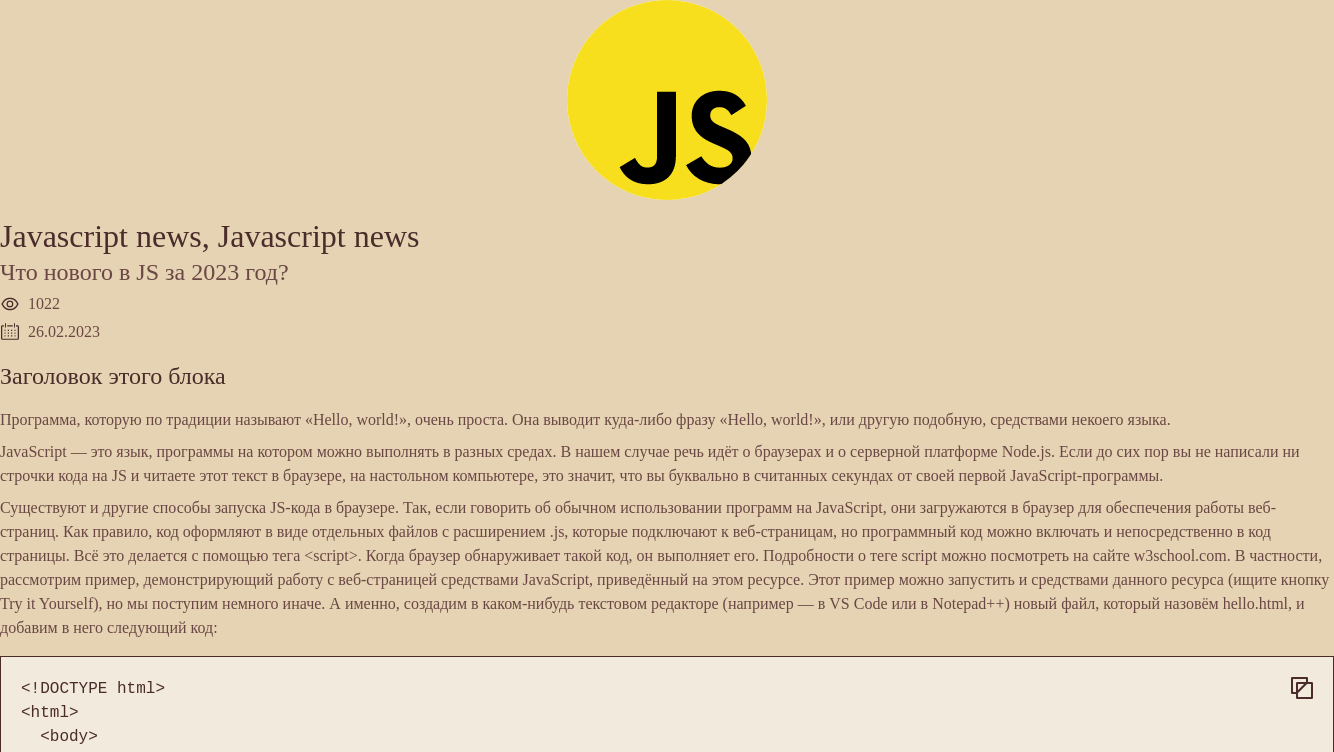 JS
Javascript news, Javascript news
Что нового в JS за 2023 год?
1022
26.02.2023
Заголовок этого блока
Программа, которую по традиции называют «Hello, world!», очень проста. Она выводит куда-либо фразу «Hello, world!», или другую подобную, средствами некоего языка.
JavaScript — это язык, программы на котором можно выполнять в разных средах. В нашем случае речь идёт о браузерах и о серверной платформе Node.js. Если до сих пор вы не написали ни
строчки кода на JS и читаете этот текст в браузере, на настольном компьютере, это значит, что вы буквально в считанных секундах от своей первой JavaScript-программы.
Существуют и другие способы запуска JS-кода в браузере. Так, если говорить об обычном использовании программ на JavaScript, они загружаются в браузер для обеспечения работы веб-
страниц. Как правило, код оформляют в виде отдельных файлов с расширением .js, которые подключают к веб-страницам, но программный код можно включать и непосредственно в код
страницы. Всё это делается с помощью тега <script>. Когда браузер обнаруживает такой код, он выполняет его. Подробности о теге script можно посмотреть на сайте w3school.com. В частности,
рассмотрим пример, демонстрирующий работу с веб-страницей средствами JavaScript, приведённый на этом ресурсе. Этот пример можно запустить и средствами данного ресурса (ищите кнопку
Try it Yourself), но мы поступим немного иначе. А именно, создадим в каком-нибудь текстовом редакторе (например — в VS Code или в Notepad++) новый файл, который назовём hello.html, и
добавим в него следующий код:
<!DOCTYPE html>
<html>
  <body>